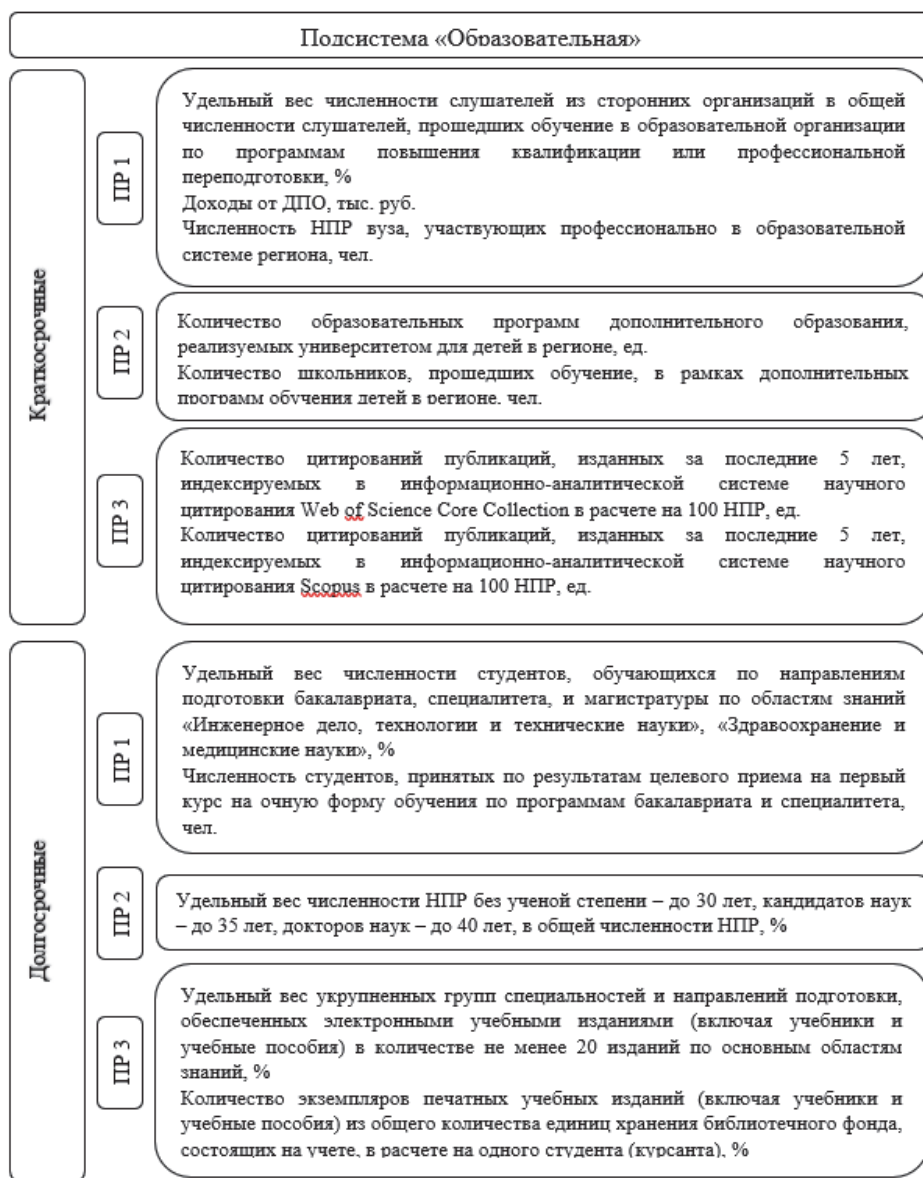 Подсистема «Образовательная»
Краткосрочные
ПР 1
Удельный вес численности слушателей из сторонних организаций в общей
численности слушателей, прошедших обучение в образовательной организации
по программам повышения квалификации или профессиональной
переподготовки, %
Доходы от ДПО, тыс. руб.
Численность НПР вуза, участвующих профессионально в образовательной
системе региона, чел.
ПР 2
Количество образовательных программ дополнительного образования,
реализуемых университетом для детей в регионе, ед.
Количество школьников, прошедших обучение, в рамках дополнительных
программ обучения детей в регионе, чел.
ПР 3
Количество цитирований публикаций, изданных за последние 5 лет,
индексируемых в информационно-аналитической системе научного
цитирования Web of Science Core Collection в расчете на 100 НПР, ед.
Количество цитирований публикаций, изданных за последние 5 лет,
индексируемых в информационно-аналитической системе научного
цитирования Scopus в расчете на 100 НПР, ед.
Долгосрочные
ПР 1
Удельный вес численности студентов, обучающихся по направлениям
подготовки бакалавриата, специалитета, и магистратуры по областям знаний
«Инженерное дело, технологии и технические науки», «Здравоохранение и
медицинские науки», %
Численность студентов, принятых по результатам целевого приема на первый
курс на очную форму обучения по программам бакалавриата и специалитета,
чел.
ПР 2
Удельный вес численности НПР без ученой степени – до 30 лет, кандидатов наук
– до 35 лет, докторов наук – до 40 лет, в общей численности НПР, %
ПР 3
Удельный вес укрупненных групп специальностей и направлений подготовки,
обеспеченных электронными учебными изданиями (включая учебники и
учебные пособия) в количестве не менее 20 изданий по основным областям
знаний, %
Количество экземпляров печатных учебных изданий (включая учебники и
учебные пособия) из общего количества единиц хранения библиотечного фонда,
состоящих на учете, в расчете на одного студента (курсанта), %